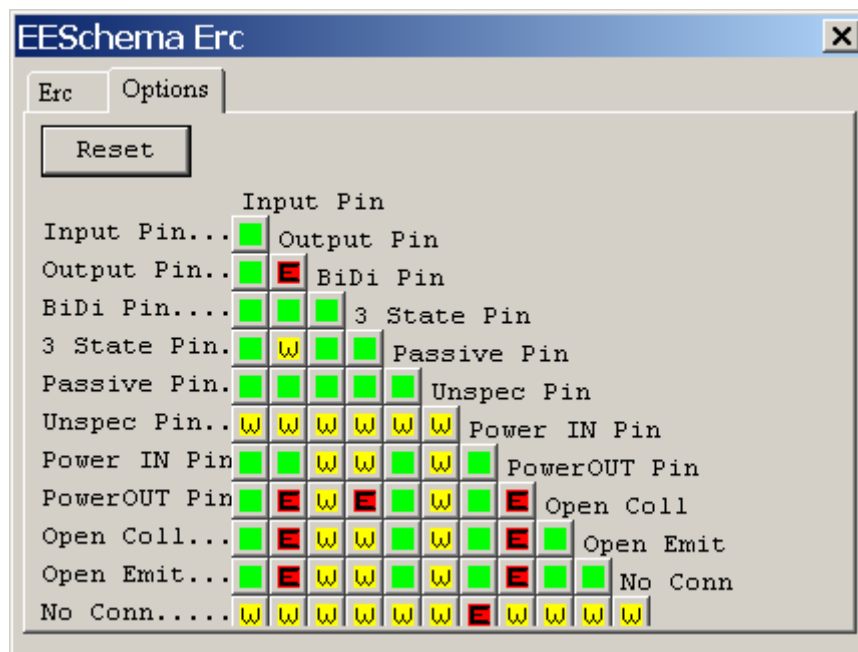 EESchema Erc
Erc Options
Reset
Input Pin
Input Pin... Output Pin
Output Pin.. E BiDi Pin
BiDi Pin.... 3 State Pin
3 State Pin. W Passive Pin
Passive Pin. Unspec Pin
Unspec Pin.. W W W W W W Power IN Pin
Power IN Pin W W W PowerOUT Pin
PowerOUT Pin E W E W E Open Coll
Open Coll... E W W W E Open Emit
Open Emit... E W W W E No Conn
No Conn..... W W W W W W E W W W W